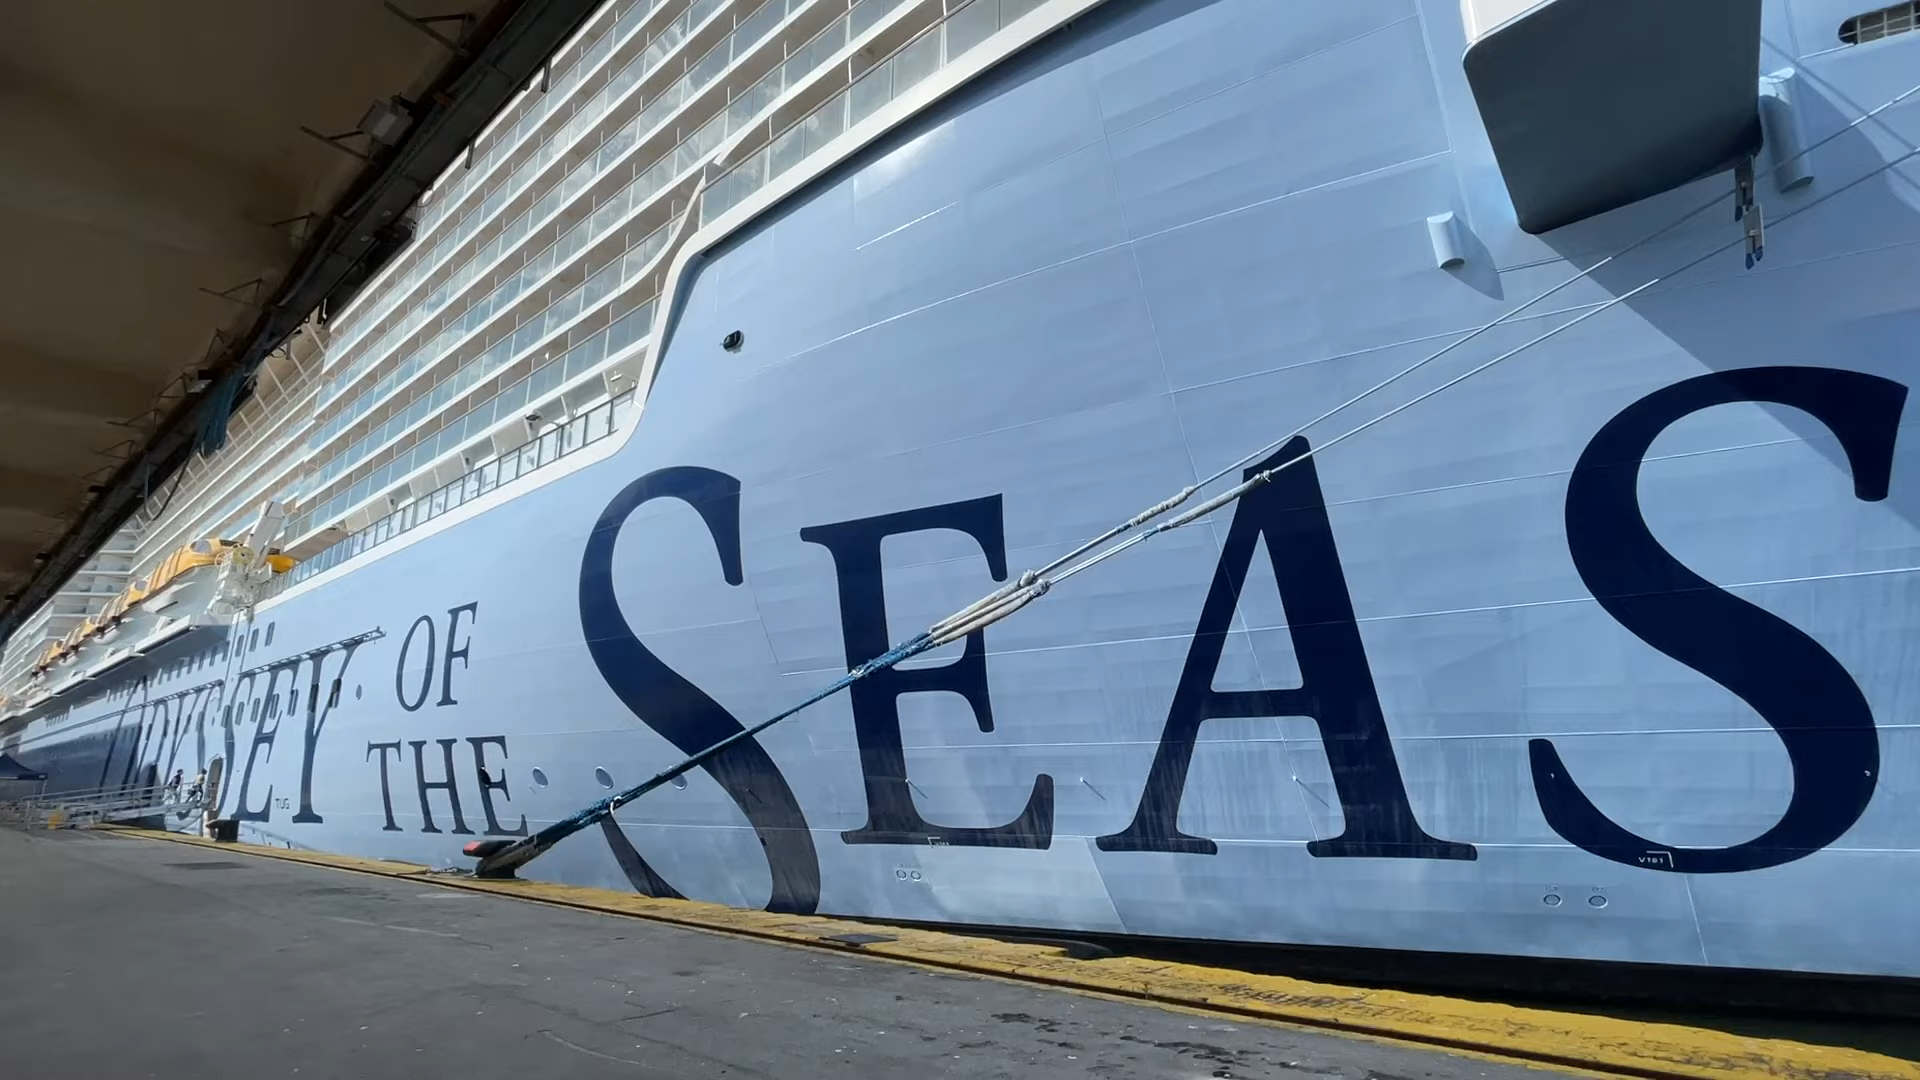 ODYSSEY
OF
THE
SEAS
TUG
V161